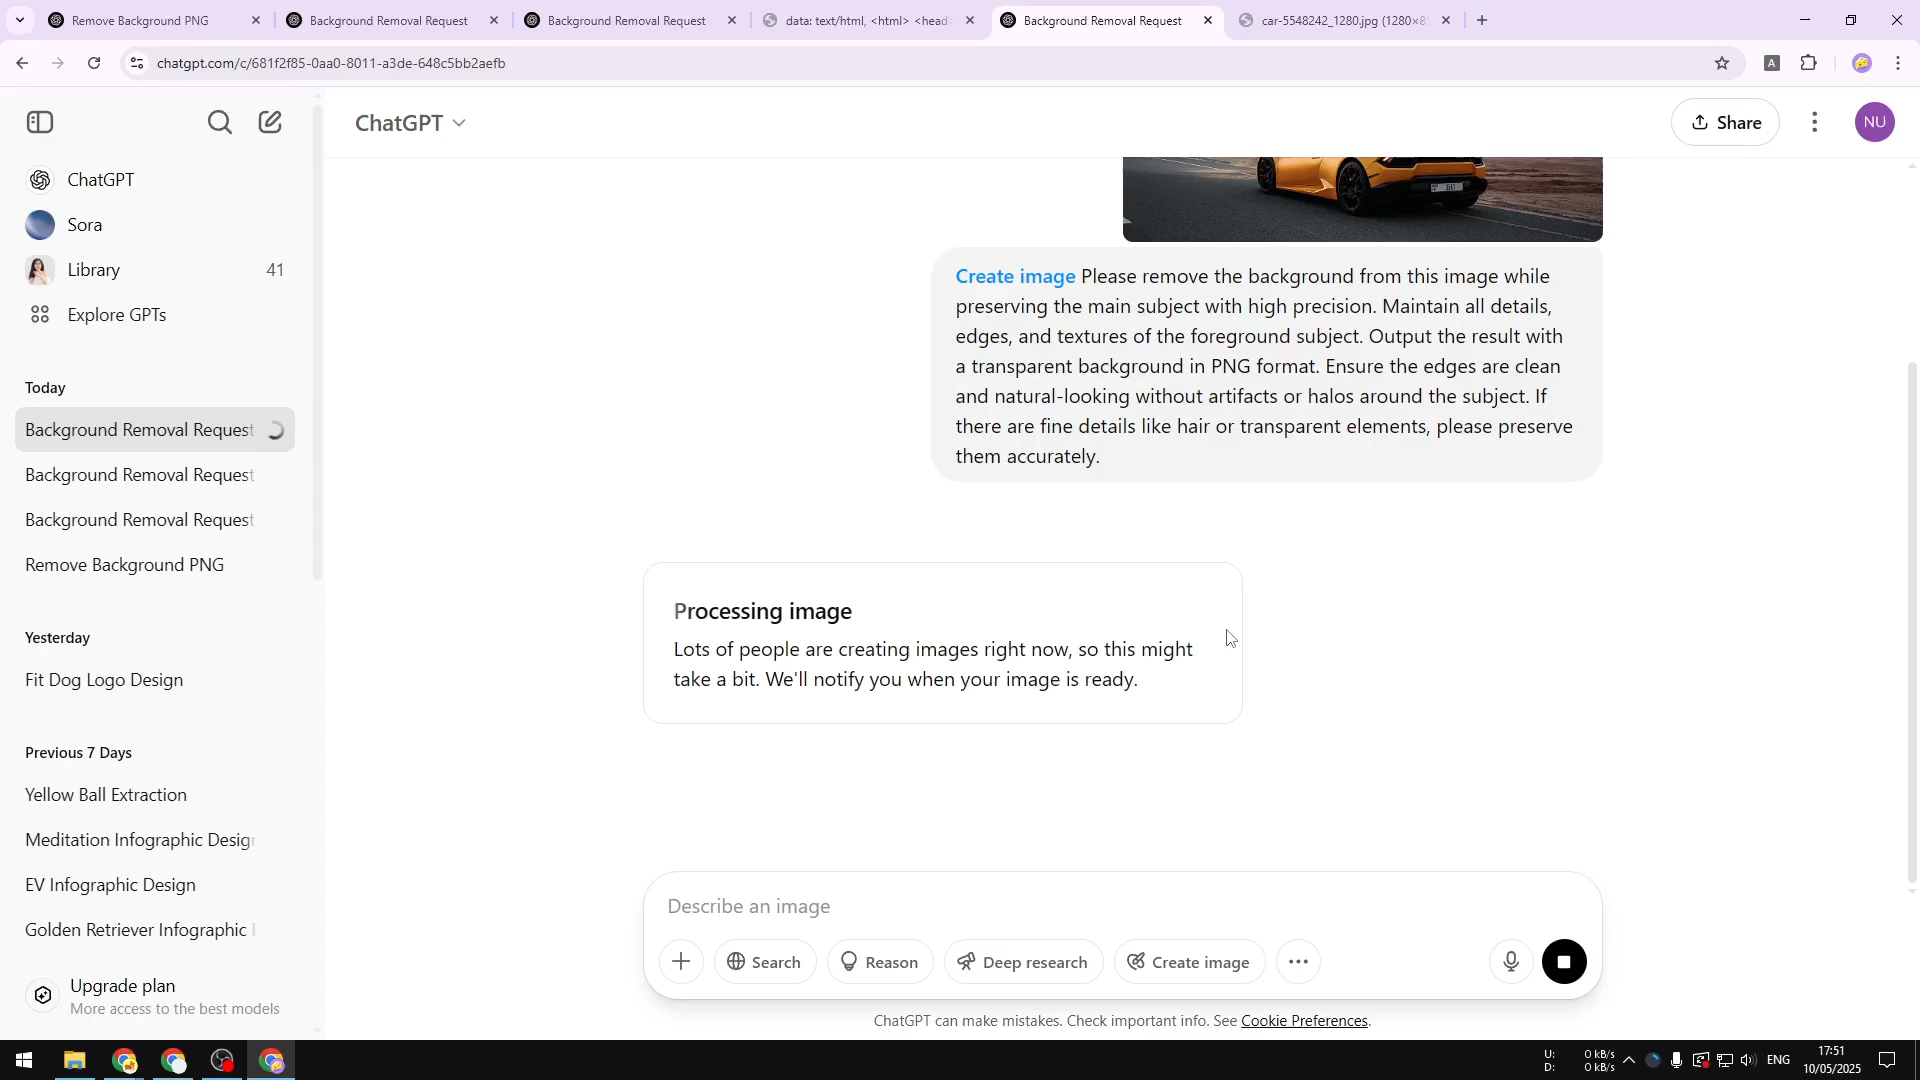 Remove Background PNG
Background Removal Request
Background Removal Request
data: text/html, <html> <head>
Background Removal Request
car-5548242_1280.jpg (1280×8
chatgpt.com/c/681f2f85-0aa0-8011-a3de-648c5bb2aefb
A
ChatGPT
Share
NU
ChatGPT
Sora
Library 41
Explore GPTs
Today
Background Removal Request
Background Removal Request
Background Removal Request
Remove Background PNG
Yesterday
Fit Dog Logo Design
Previous 7 Days
Yellow Ball Extraction
Meditation Infographic Design
EV Infographic Design
Golden Retriever Infographic
Upgrade plan
More access to the best models
Create image Please remove the background from this image while
preserving the main subject with high precision. Maintain all details,
edges, and textures of the foreground subject. Output the result with
a transparent background in PNG format. Ensure the edges are clean
and natural-looking without artifacts or halos around the subject. If
there are fine details like hair or transparent elements, please preserve
them accurately.
Processing image
Lots of people are creating images right now, so this might
take a bit. We'll notify you when your image is ready.
Describe an image
Search
Reason
Deep research
Create image
ChatGPT can make mistakes. Check important info. See Cookie Preferences.
U: 0 kB/s
D: 0 kB/s
ENG
17:51
10/05/2025